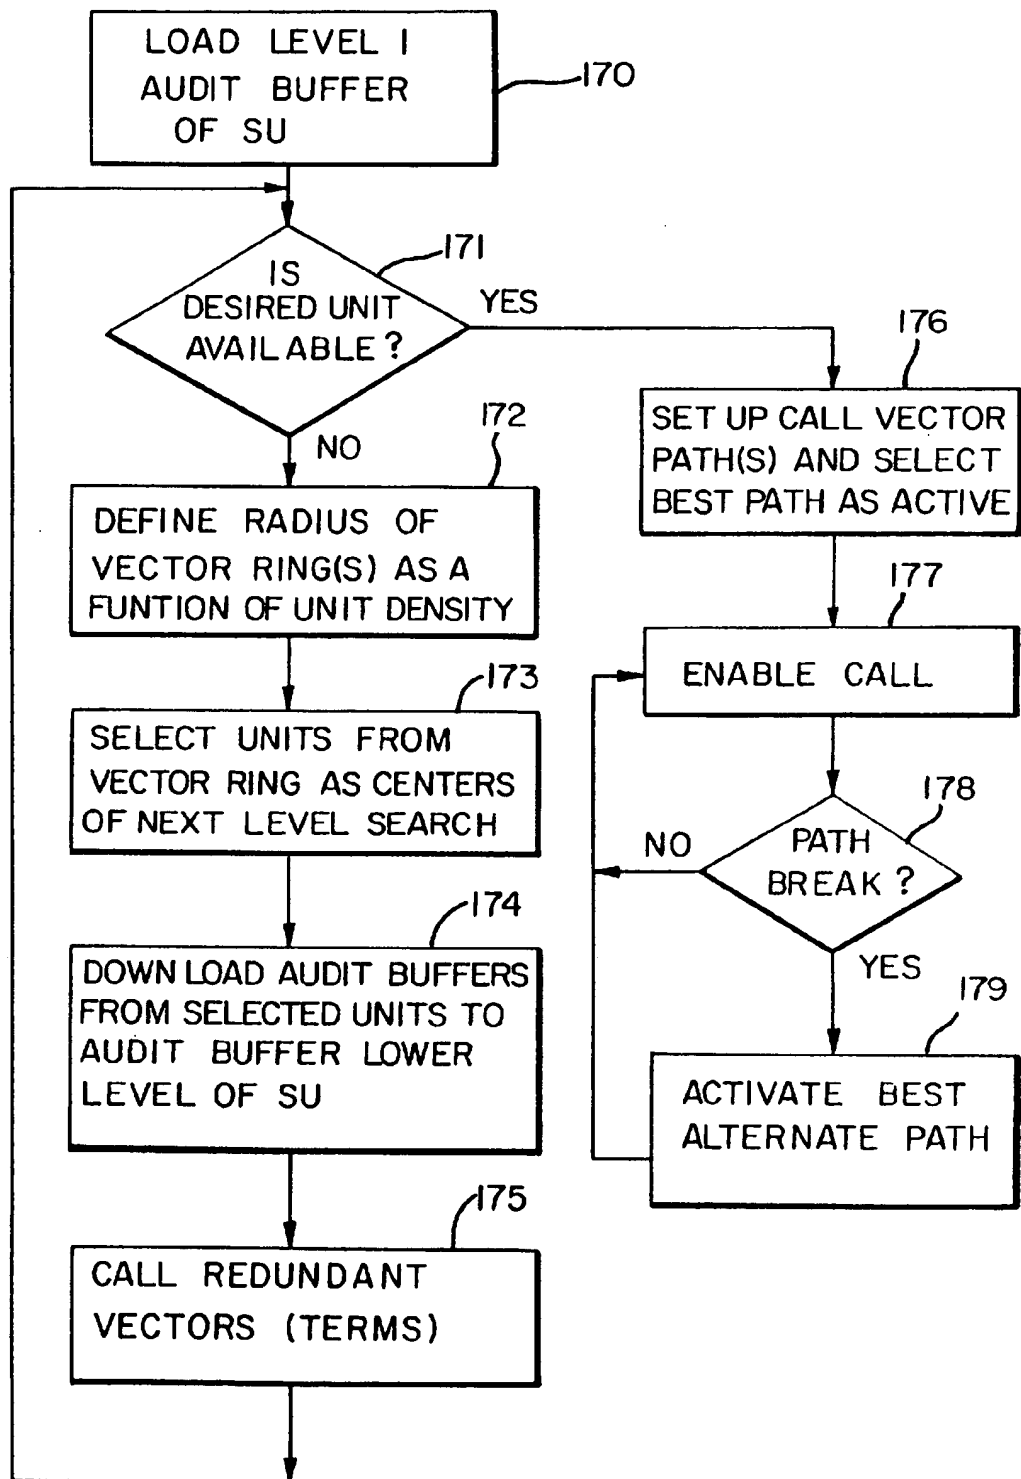 LOAD LEVEL 1
AUDIT BUFFER
OF SU
170
IS
DESIRED UNIT
AVAILABLE?
171
YES
NO
172
DEFINE RADIUS OF
VECTOR RING(S) AS A
FUNTION OF UNIT DENSITY
173
SELECT UNITS FROM
VECTOR RING AS CENTERS
OF NEXT LEVEL SEARCH
174
DOWN LOAD AUDIT BUFFERS
FROM SELECTED UNITS TO
AUDIT BUFFER LOWER
LEVEL OF SU
175
CALL REDUNDANT
VECTORS (TERMS)
176
SET UP CALL VECTOR
PATH(S) AND SELECT
BEST PATH AS ACTIVE
177
ENABLE CALL
178
PATH
BREAK?
NO
YES
179
ACTIVATE BEST
ALTERNATE PATH